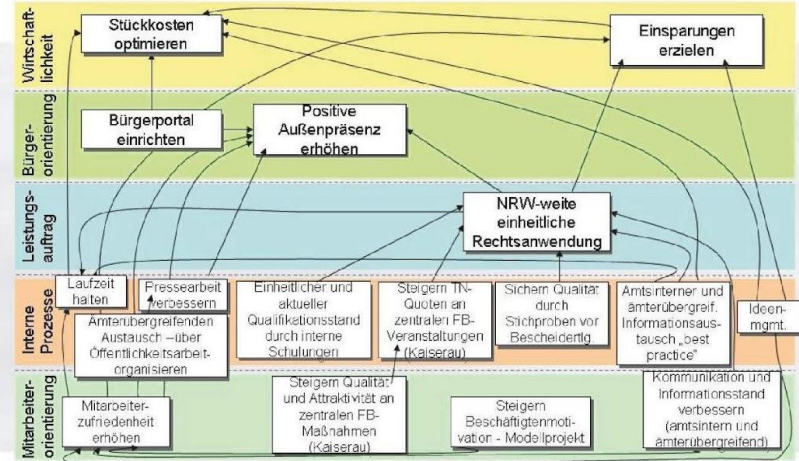 Wirtschaft-
lichkeit
Stückkosten
optimieren
Einsparungen
erzielen
Bürger-
orientierung
Bürgerportal
einrichten
Positive
Außenpräsenz
erhöhen
Leistungs-
auftrag
NRW-weite
einheitliche
Rechtsanwendung
Interne
Prozesse
Laufzeit
halten
Pressearbeit
verbessern
Ämterübergreifenden
Austausch –über
Öffentlichkeitsarbeit-
organisieren
Einheitlicher und
aktueller
Qualifikationsstand
durch interne
Schulungen
Steigern TN-
Quoten an
zentralen FB-
Veranstaltungen
(Kaiserau)
Sichern Qualität
durch
Stichproben vor
Bescheidertlg.
Amtsinterner und
ämterübergreif.
Informationsaus-
tausch „best
practice"
Ideen-
mgmt.
Mitarbeiter-
orientierung
Mitarbeiter-
zufriedenheit
erhöhen
Steigern Qualität
und Attraktivität an
zentralen FB-
Maßnahmen
(Kaiserau)
Steigern
Beschäftigtenmoti-
vation - Modellprojekt
Kommunikation und
Informationsstand
verbessern
(amtsintern und
ämterübergreifend)